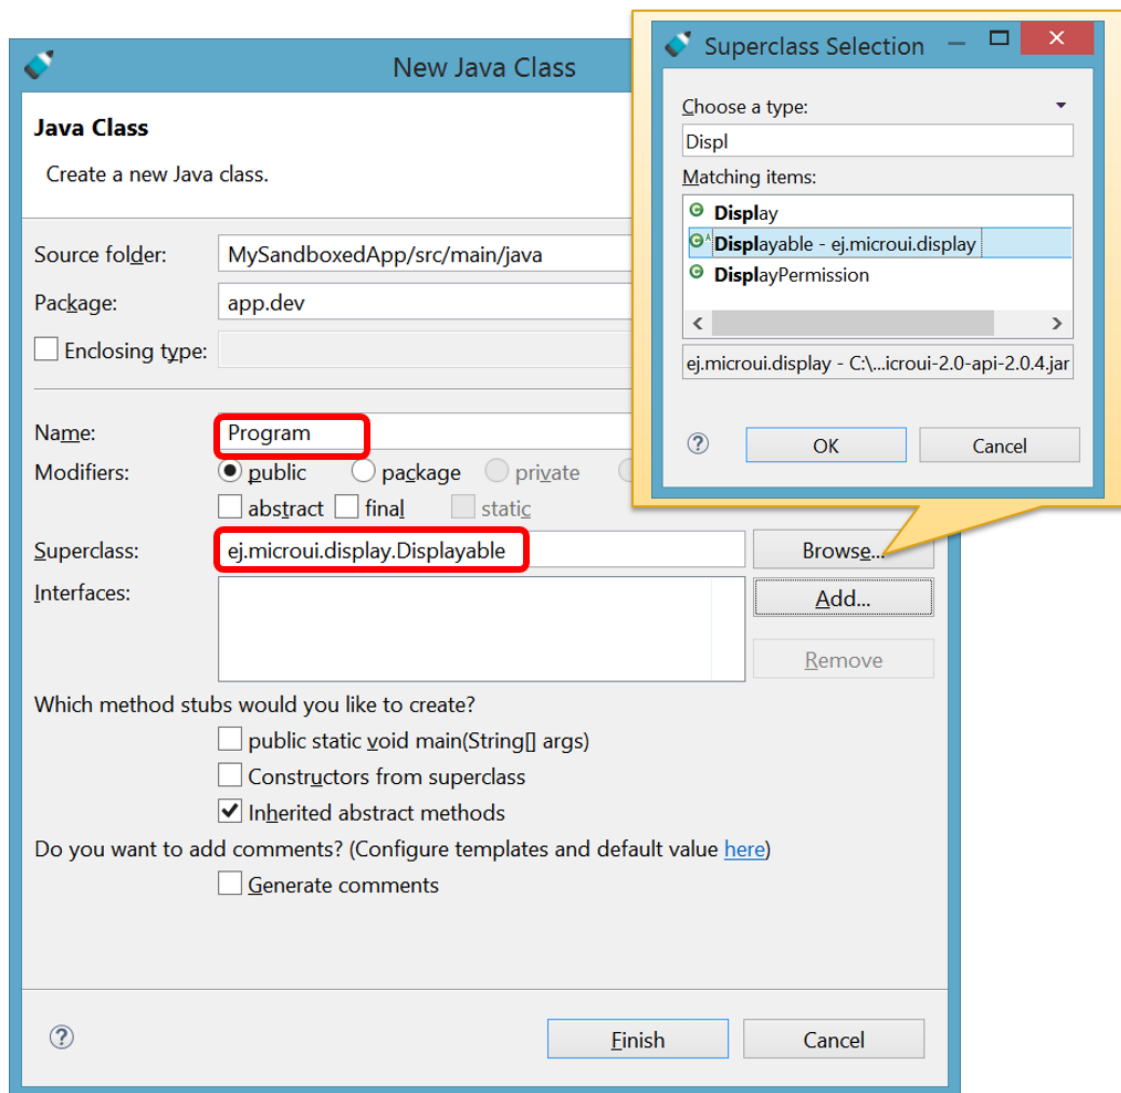 New Java Class
Java Class
Create a new Java class.
Source folder: MySandboxedApp/src/main/java
Package: app.dev
Enclosing type:
Name: Program
Modifiers: public package private
abstract final static
Superclass: ej.microui.display.Displayable Browse...
Interfaces: Add...
Remove
Which method stubs would you like to create?
public static void main(String[] args)
Constructors from superclass
Inherited abstract methods
Do you want to add comments? (Configure templates and default value here)
Generate comments
Finish Cancel
Superclass Selection
Choose a type:
Displ
Matching items:
Display
Displayable - ej.microui.display
DisplayPermission
ej.microui.display - C:\...icroui-2.0-api-2.0.4.jar
OK Cancel